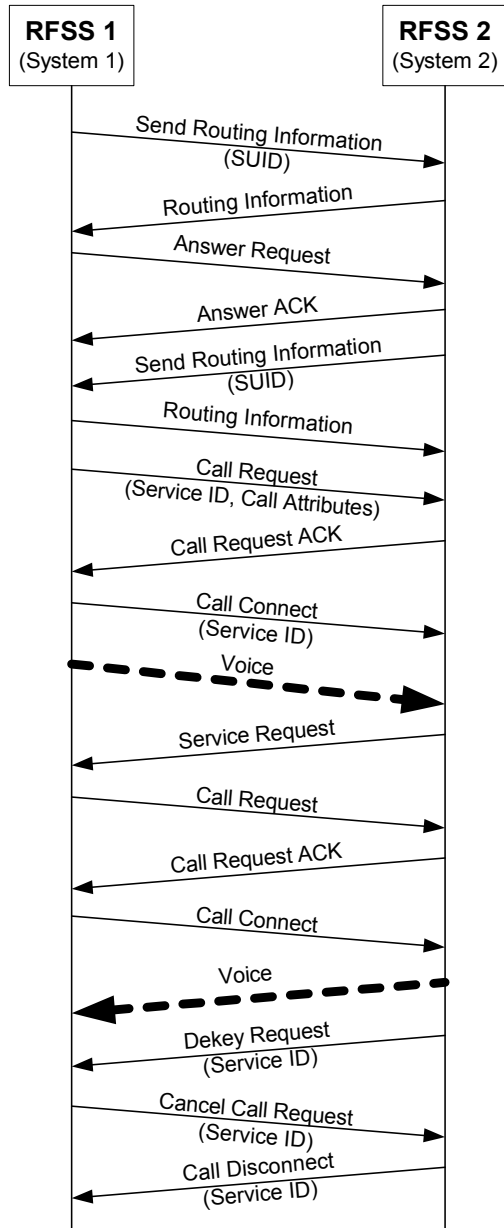 RFSS 1
(System 1)
RFSS 2
(System 2)
Send Routing Information
(SUID)
Routing Information
Answer Request
Answer ACK
Send Routing Information
(SUID)
Routing Information
Call Request
(Service ID, Call Attributes)
Call Request ACK
Call Connect
(Service ID)
Voice
Service Request
Call Request
Call Request ACK
Call Connect
Voice
Dekey Request
(Service ID)
Cancel Call Request
(Service ID)
Call Disconnect
(Service ID)